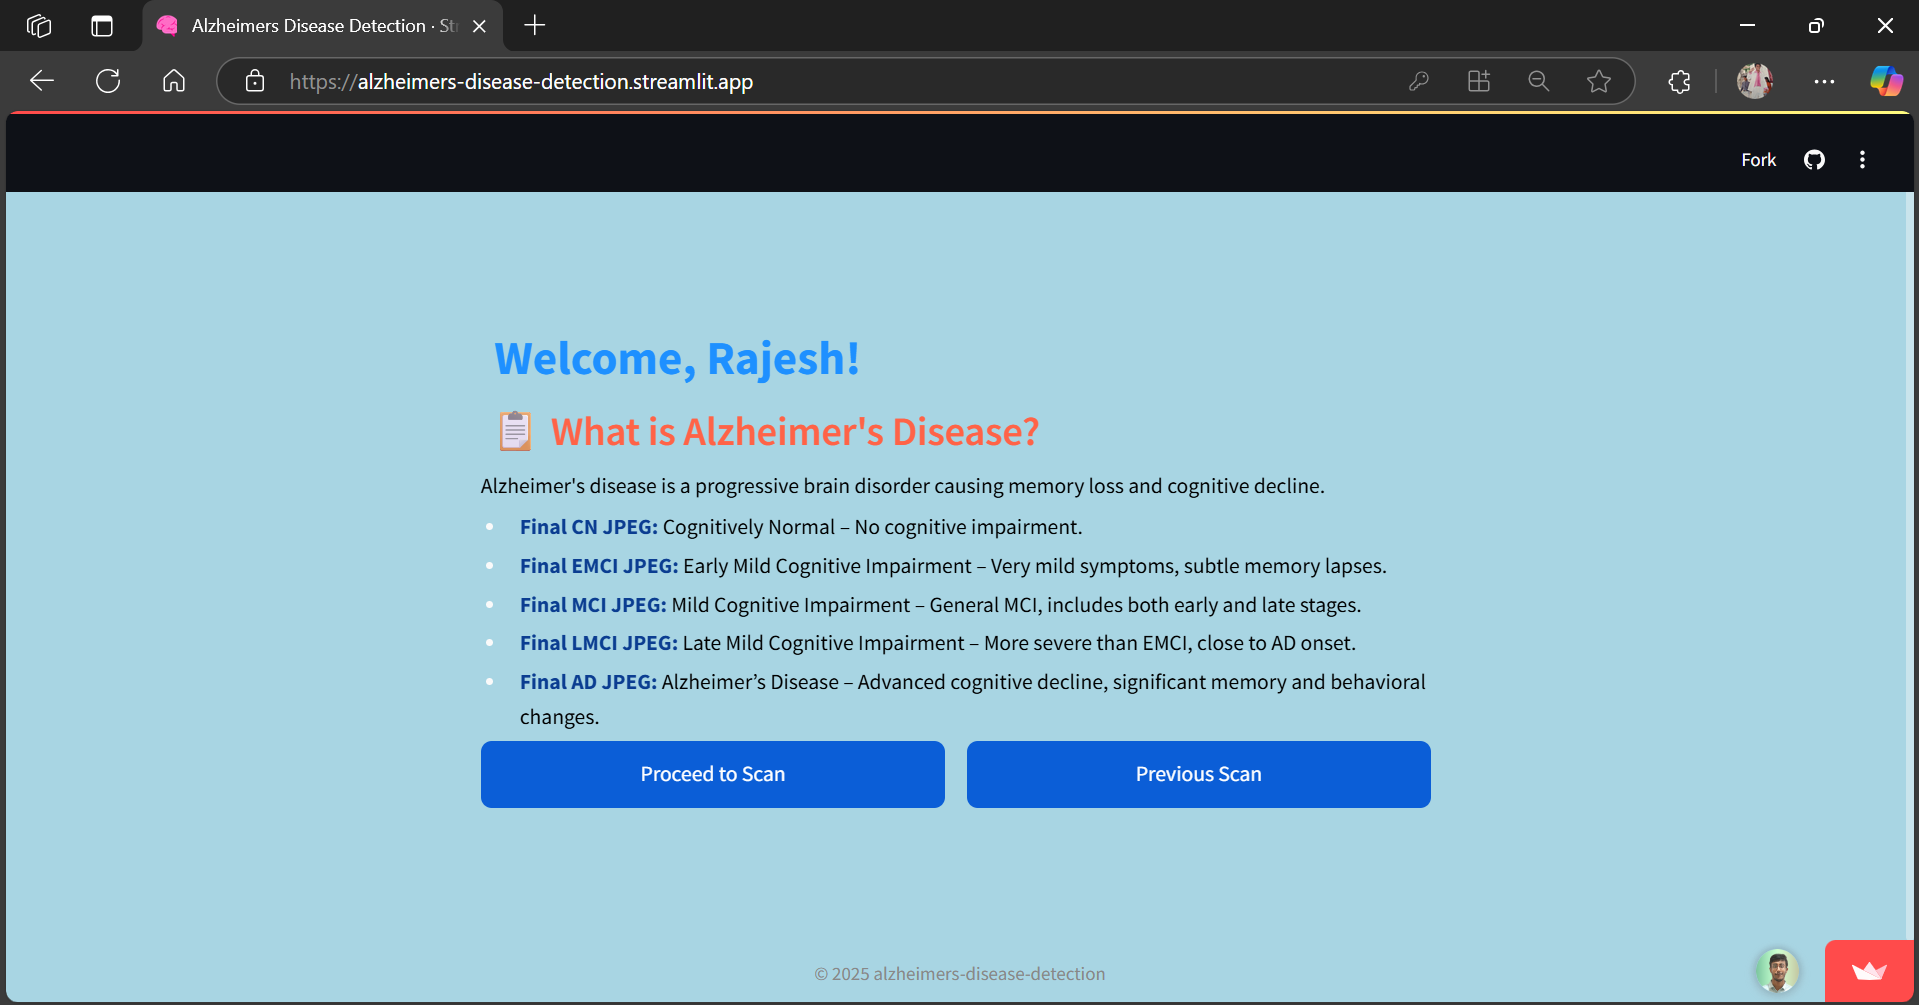 Alzheimers Disease Detection · St
https://alzheimers-disease-detection.streamlit.app
Fork
Welcome, Rajesh!
What is Alzheimer's Disease?
Alzheimer's disease is a progressive brain disorder causing memory loss and cognitive decline.
Final CN JPEG: Cognitively Normal – No cognitive impairment.
Final EMCI JPEG: Early Mild Cognitive Impairment – Very mild symptoms, subtle memory lapses.
Final MCI JPEG: Mild Cognitive Impairment – General MCI, includes both early and late stages.
Final LMCI JPEG: Late Mild Cognitive Impairment – More severe than EMCI, close to AD onset.
Final AD JPEG: Alzheimer’s Disease – Advanced cognitive decline, significant memory and behavioral
changes.
Proceed to Scan
Previous Scan
© 2025 alzheimers-disease-detection